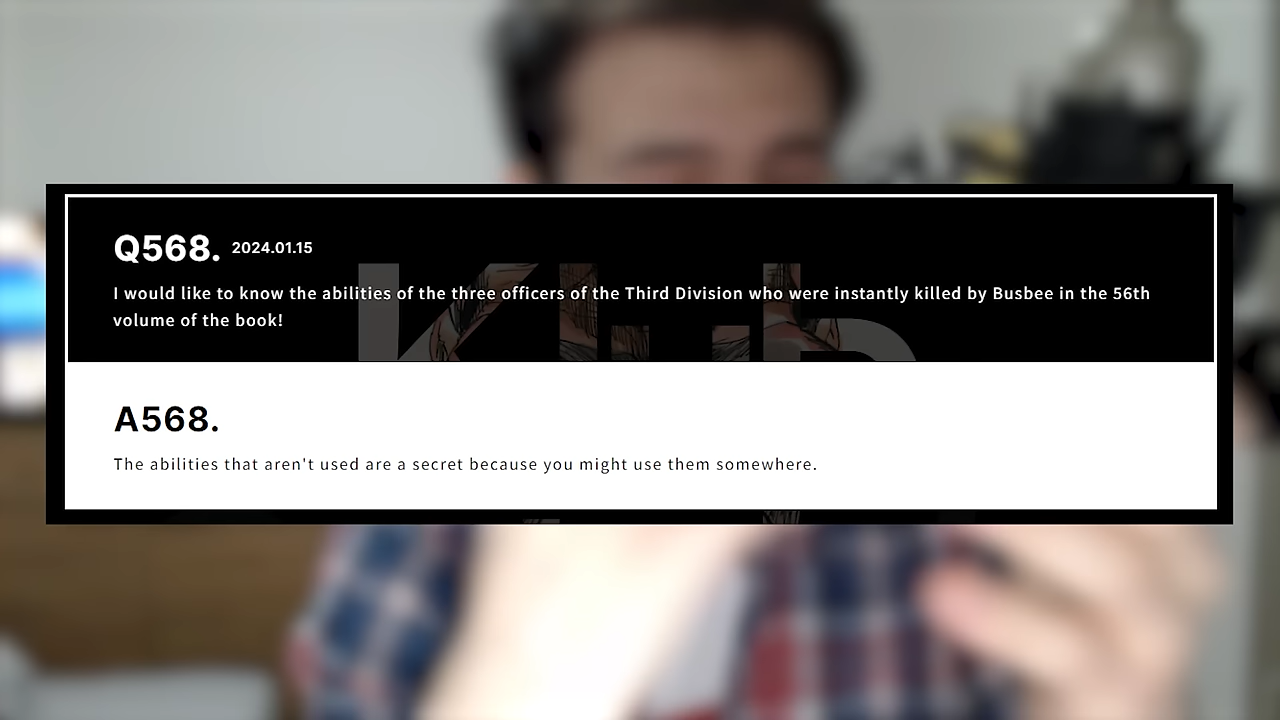 Q568. 2024.01.15
I would like to know the abilities of the three officers of the Third Division who were instantly killed by Busbee in the 56th
volume of the book!
A568.
The abilities that aren't used are a secret because you might use them somewhere.